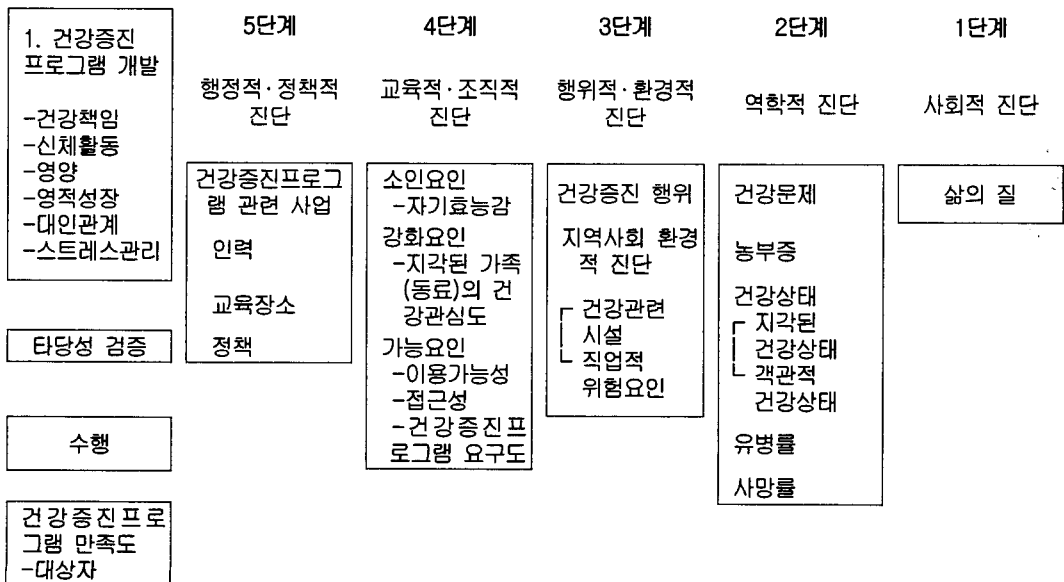 1. 건강증진
프로그램 개발
-건강책임
-신체활동
-영양
-영적성장
-대인관계
-스트레스관리
타당성 검증
수행
건강증진프로
그램 만족도
-대상자
5단계
행정적·정책적
진단
건강증진프로그
램 관련 사업
인력
교육장소
정책
4단계
교육적·조직적
진단
소인요인
-자기효능감
강화요인
-지각된 가족
(동료)의 건
강관심도
가능요인
-이용가능성
-접근성
-건강증진프
로그램 요구도
3단계
행위적·환경적
진단
건강증진 행위
지역사회 환경
적 진단
건강관련
시설
직업적
위험요인
2단계
역학적 진단
건강문제
농부증
건강상태
지각된
건강상태
객관적
건강상태
유병률
사망률
1단계
사회적 진단
삶의 질